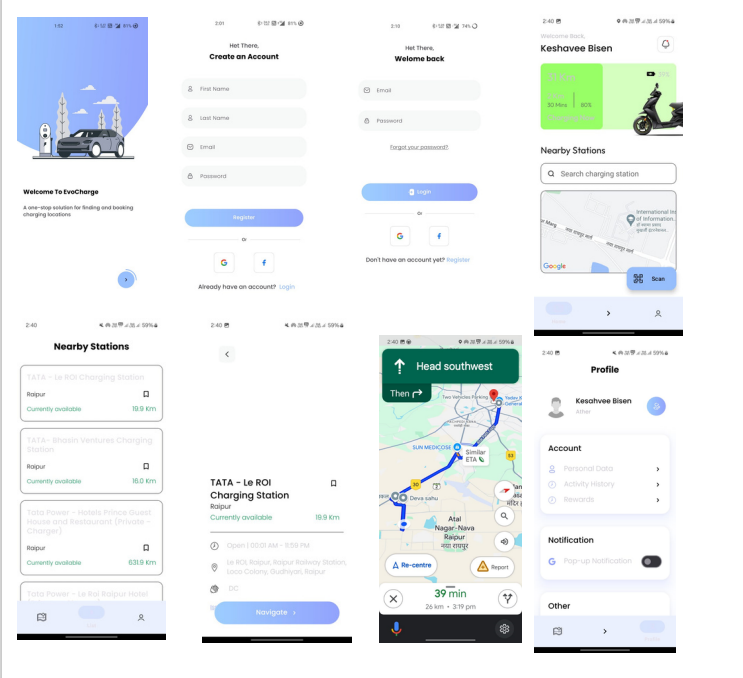 1:52
81%
Welcome To EvoCharge
A one-stop solution for finding and booking
charging locations
2:01
81%
Het There,
Create an Account
First Name
Last Name
Email
Password
Register
Or
G
f
Already have an account? Login
2:10
74%
Het There,
Welome back
Email
Password
Forgot your password?
Login
Or
G
f
Don't have an account yet? Register
2:40
59%
Welcome Back,
Keshavee Bisen
30 Mins
80%
Nearby Stations
Search charging station
International Ins
of Information
Google
Scan
2:40
59%
Nearby Stations
TATA - Le ROI Charging Station
Raipur
Currently available 19.9 Km
TATA- Bhasin Ventures Charging
Station
Raipur
Currently available 16.0 Km
Tata Power - Hotels Prince Guest
House and Restaurant (Private -
Charger)
Raipur
Currently available 631.9 Km
Tata Power - Le Roi Raipur Hotel
2:40
59%
TATA - Le ROI
Charging Station
Raipur
Currently available 19.9 Km
Open | 00:01 AM - 11:59 PM
Le ROI, Raipur, Raipur Railway Station,
Loco Colony, Gudhiyari, Raipur
DC
Navigate
2:40
59%
Head southwest
Then
Two Vehicles Parking
SUN MEDICOSE
Similar
ETA
53
30
Deva sahu
Atal
Nagar-Nava
Raipur
नया रायपुर
Re-centre
Report
39 min
26 km • 3:19 pm
2:40
59%
Profile
Kesahvee Bisen
Ather
Account
Personal Data
Activity History
Rewards
Notification
G Pop-up Notification
Other